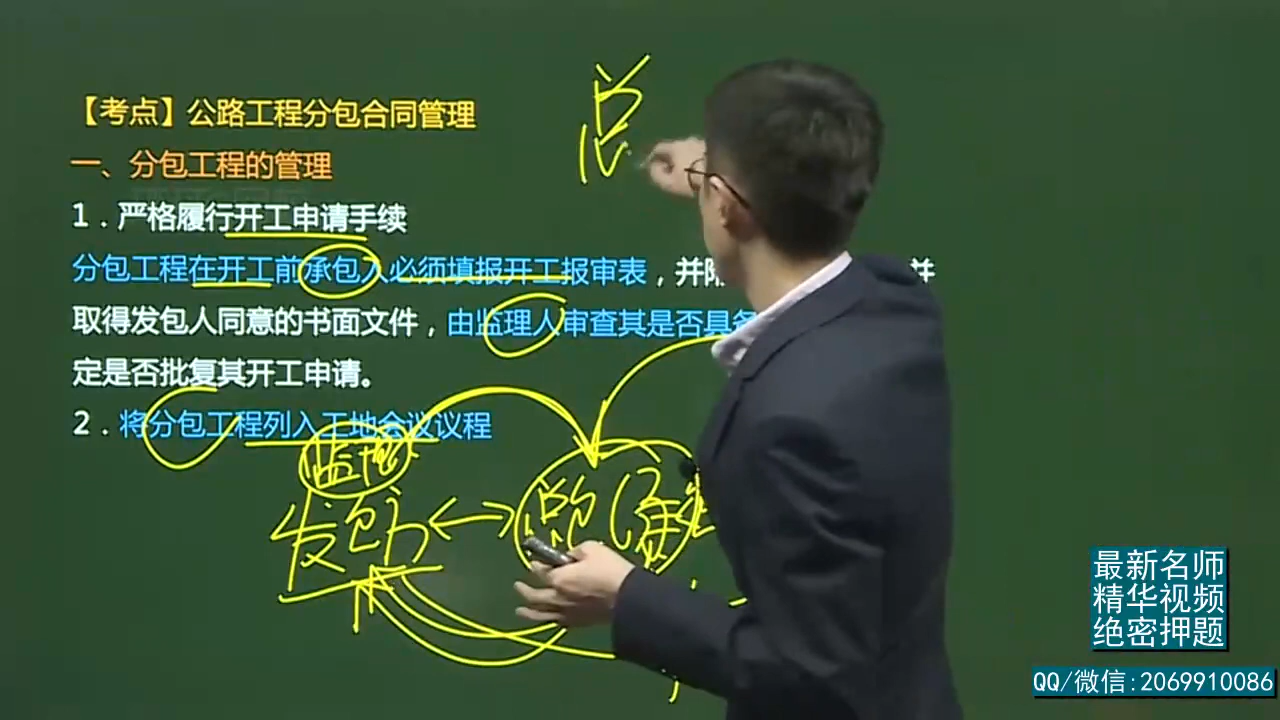 【考点】公路工程分包合同管理
一、分包工程的管理
1．严格履行开工申请手续
分包工程在开工前承包人必须填报开工报审表，并附
并
取得发包人同意的书面文件，由监理人审查其是否具备
定是否批复其开工申请。
2．将分包工程列入工地会议议程
总
监理
发包方
总包
最新名师
精华视频
绝密押题
QQ/微信:2069910086